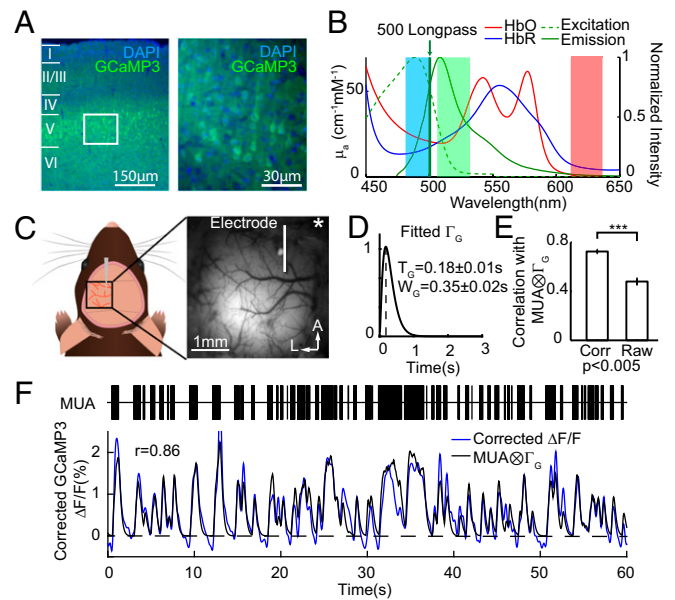 A
DAPI
GCaMP3
I
II/III
IV
V
VI
150µm
DAPI
GCaMP3
30µm
B
500 Longpass
HbO
HbR
Excitation
Emission
50
µa (cm-1mM-1)
0
1
0.5
0
Normalized Intensity
450 500 550 600 650
Wavelength(nm)
C
Electrode
*
1mm
A
L
D
Fitted ΓG
1
TG=0.18±0.01s
WG=0.35±0.02s
0
0 1 2 3
Time(s)
E
***
0.8
0.4
0
Correlation with
MUA⊗ΓG
Corr Raw
p<0.005
F
MUA
r=0.86
Corrected ΔF/F
MUA⊗ΓG
2
1
0
Corrected GCaMP3
ΔF/F(%)
0 10 20 30 40 50 60
Time(s)